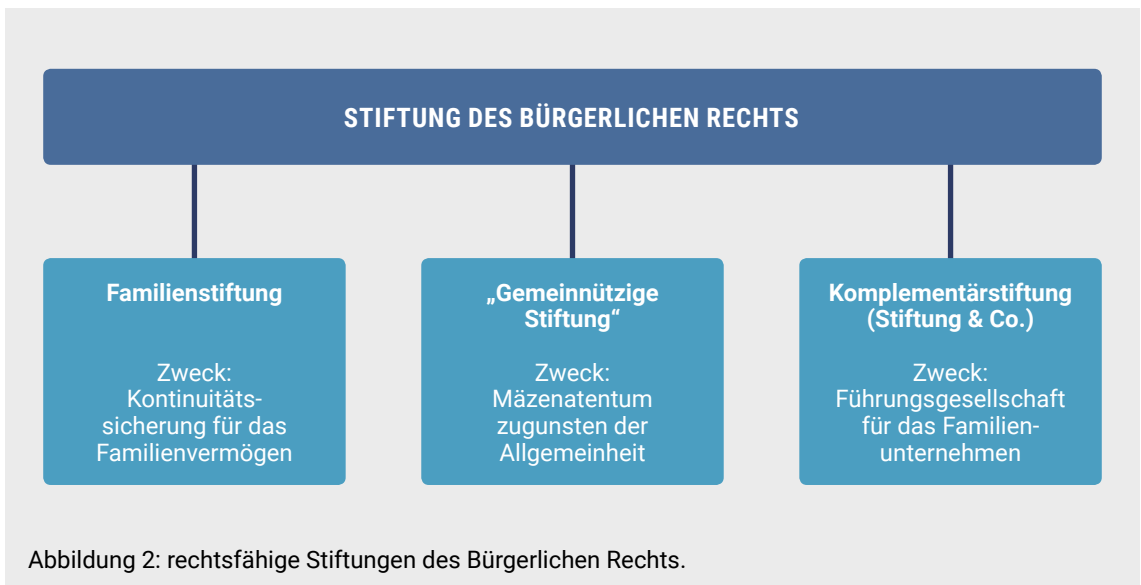 STIFTUNG DES BÜRGERLICHEN RECHTS
Familienstiftung
Zweck:
Kontinuitäts-
sicherung für das
Familienvermögen
„Gemeinnützige
Stiftung“
Zweck:
Mäzenatentum
zugunsten der
Allgemeinheit
Komplementärstiftung
(Stiftung & Co.)
Zweck:
Führungsgesellschaft
für das Familien-
unternehmen
Abbildung 2: rechtsfähige Stiftungen des Bürgerlichen Rechts.